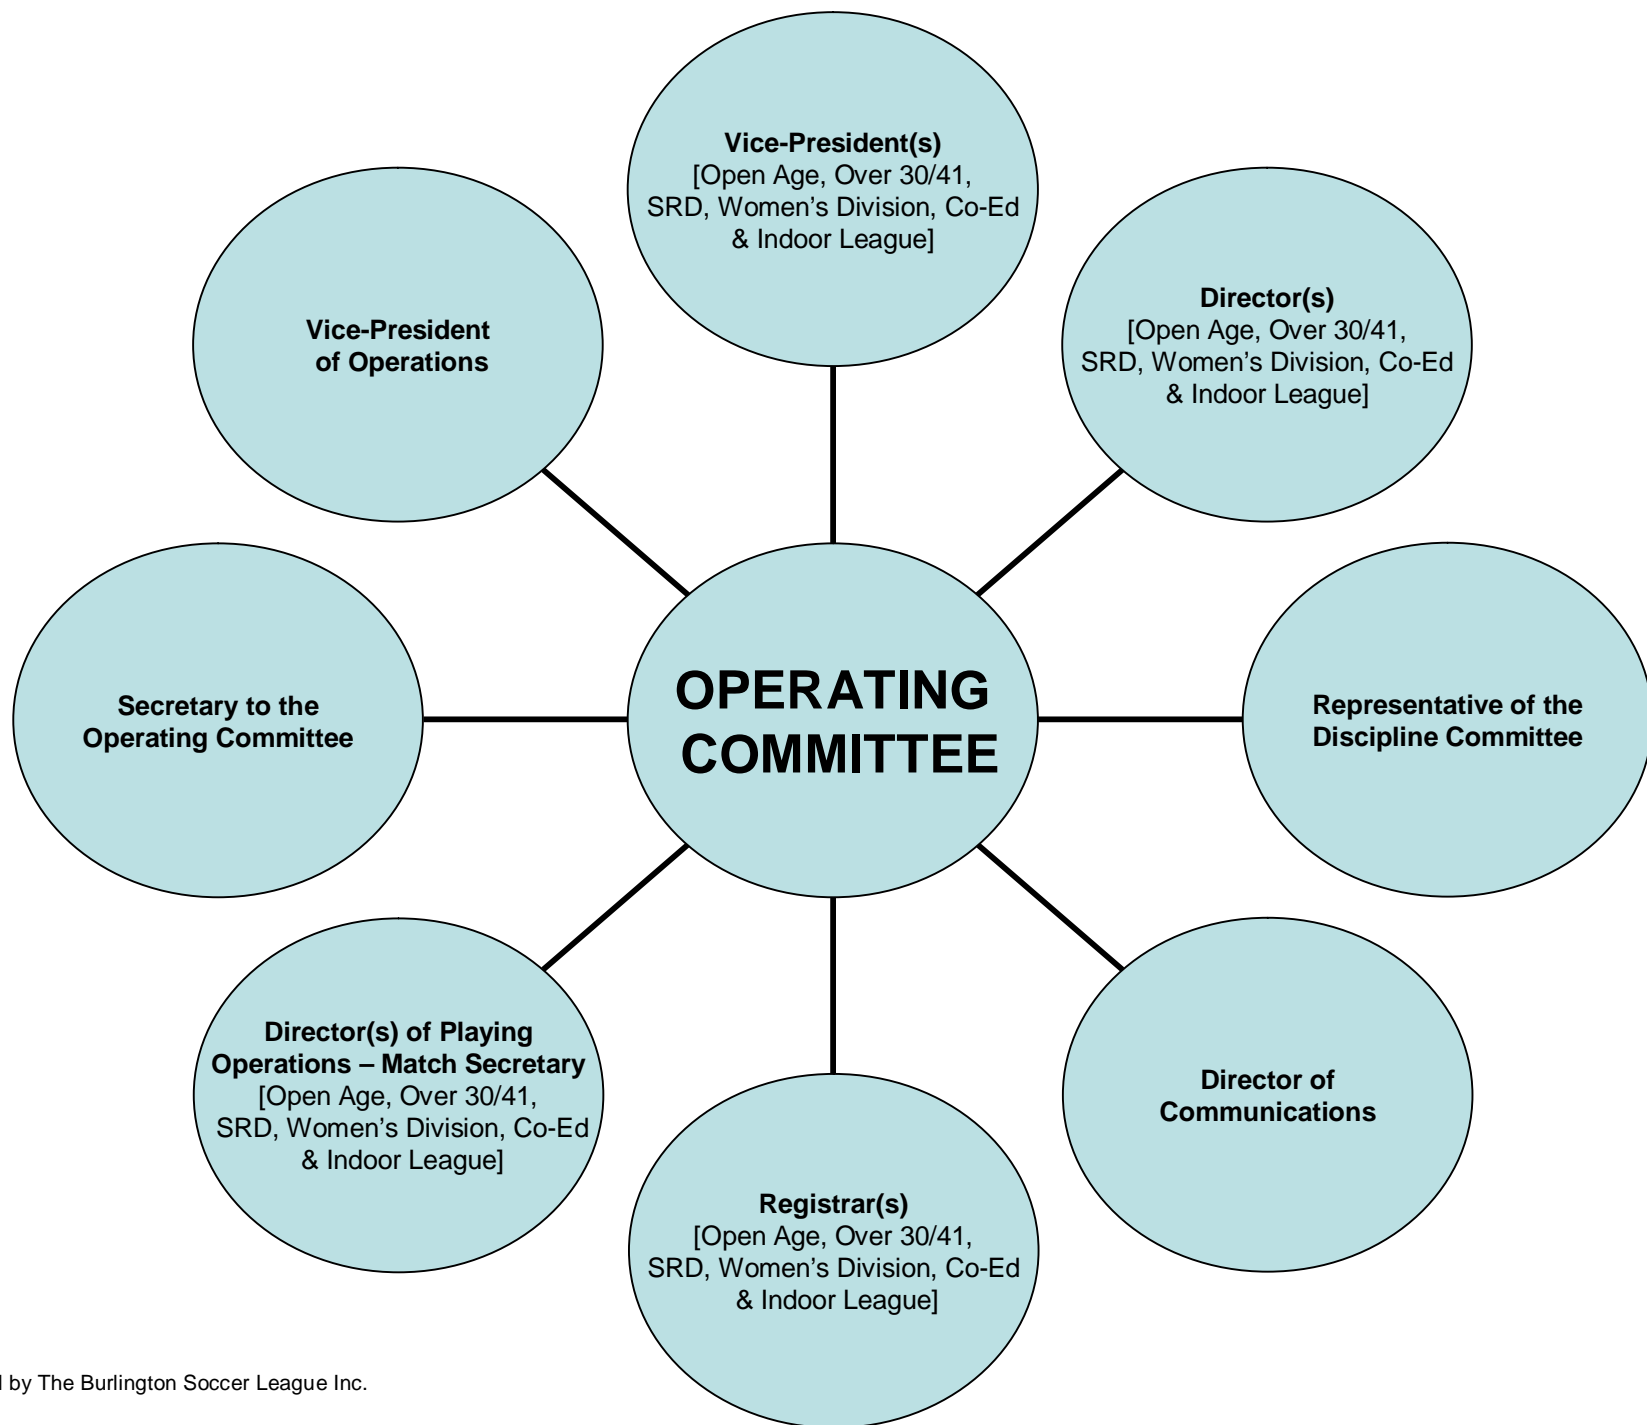 Vice-President(s)
[Open Age, Over 30/41,
SRD, Women's Division, Co-Ed
& Indoor League]
Vice-President
of Operations
Director(s)
[Open Age, Over 30/41,
SRD, Women's Division, Co-Ed
& Indoor League]
Secretary to the
Operating Committee
OPERATING
COMMITTEE
Representative of the
Discipline Committee
Director(s) of Playing
Operations – Match Secretary
[Open Age, Over 30/41,
SRD, Women's Division, Co-Ed
& Indoor League]
Director of
Communications
Registrar(s)
[Open Age, Over 30/41,
SRD, Women's Division, Co-Ed
& Indoor League]
by The Burlington Soccer League Inc.